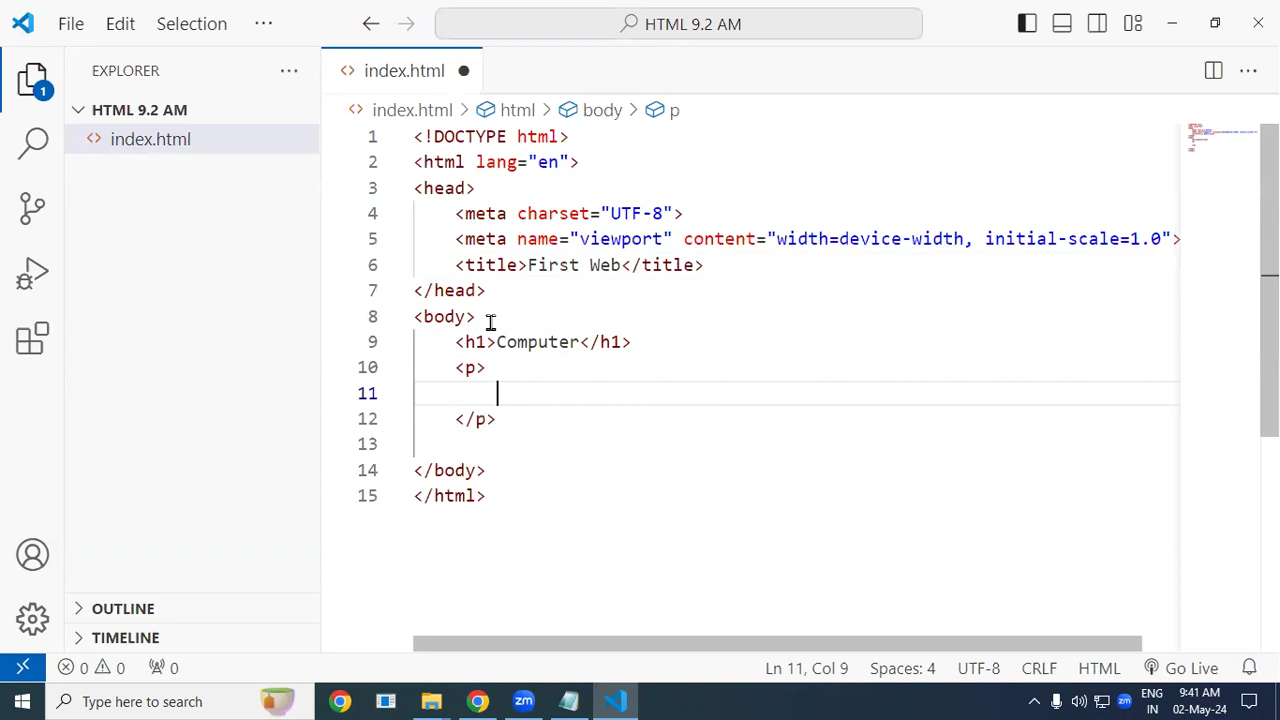 File Edit Selection ··· HTML 9.2 AM
EXPLORER ···
index.html
HTML 9.2 AM
index.html
index.html > html > body > p
1 <!DOCTYPE html>
2 <html lang="en">
3 <head>
4 <meta charset="UTF-8">
5 <meta name="viewport" content="width=device-width, initial-scale=1.0">
6 <title>First Web</title>
7 </head>
8 <body>
9 <h1>Computer</h1>
10 <p>
11
12 </p>
13
14 </body>
15 </html>
1
OUTLINE
TIMELINE
0 0 0 Ln 11, Col 9 Spaces: 4 UTF-8 CRLF HTML Go Live
Type here to search
zm
zm
ENG
IN
9:41 AM
02-May-24